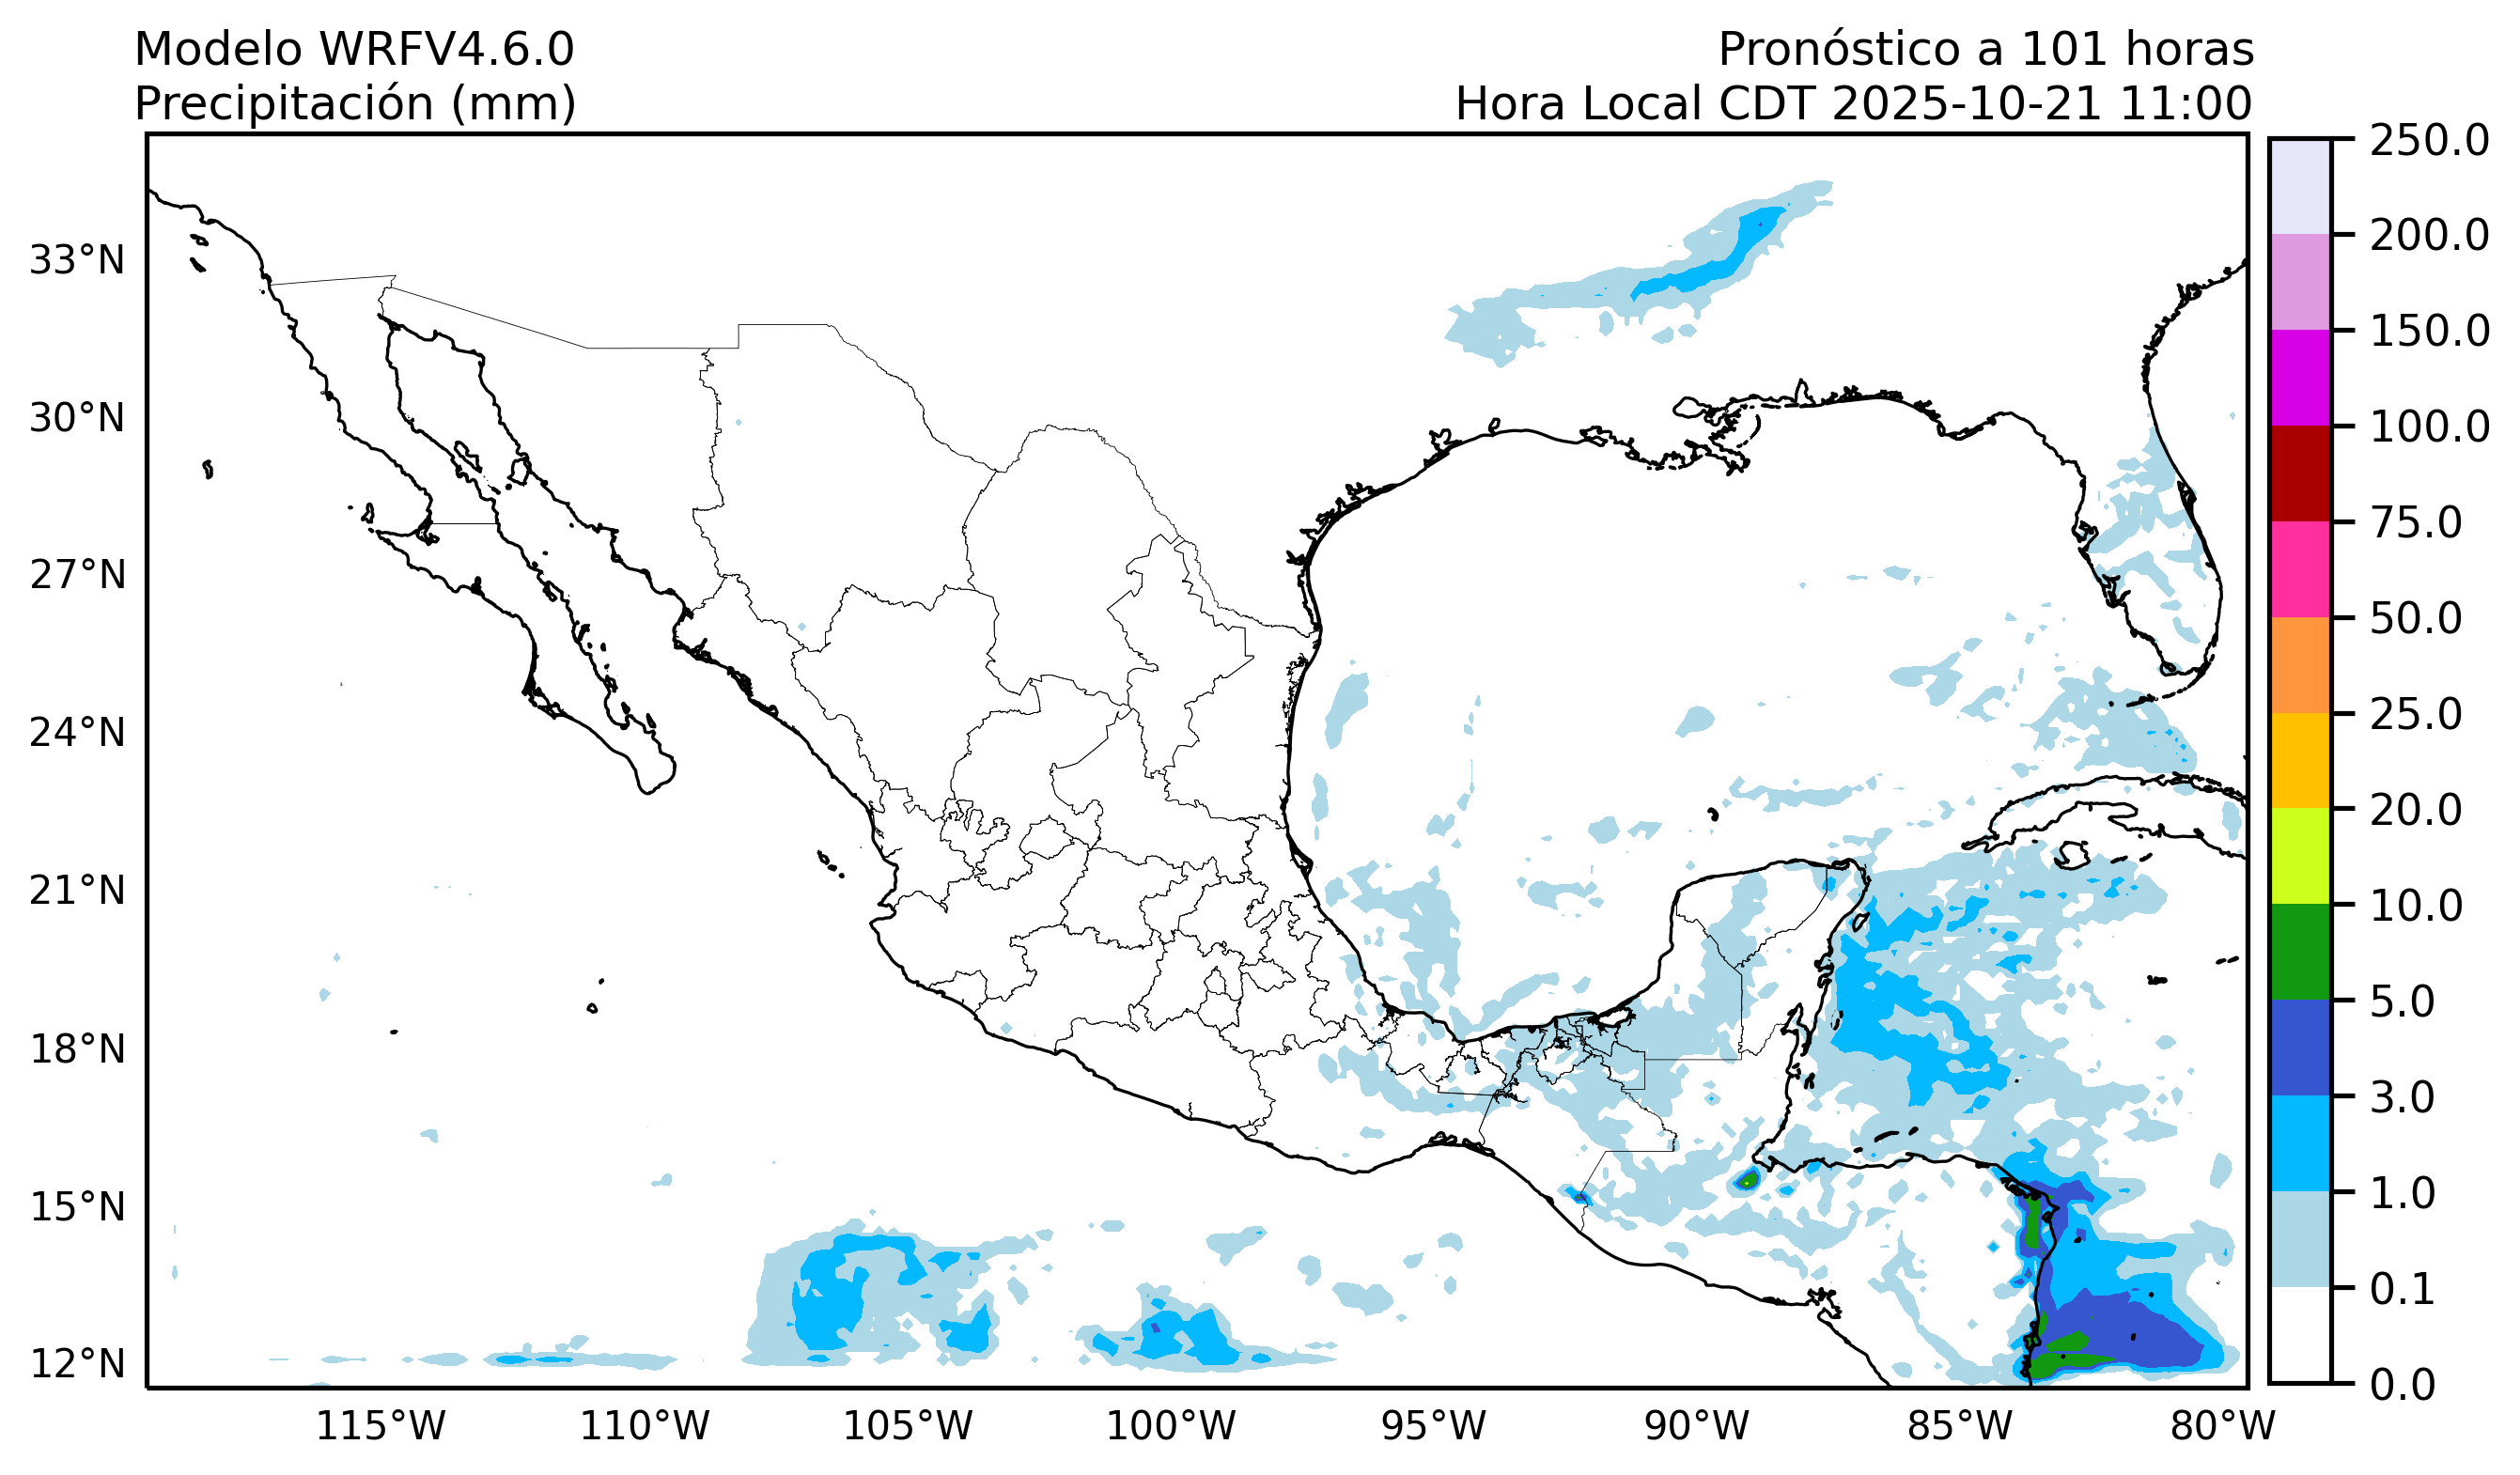 Modelo WRFV4.6.0
Precipitación (mm)
Pronóstico a 101 horas
Hora Local CDT 2025-10-21 11:00
33°N
30°N
27°N
24°N
21°N
18°N
15°N
12°N
115°W
110°W
105°W
100°W
95°W
90°W
85°W
80°W
250.0
200.0
150.0
100.0
75.0
50.0
25.0
20.0
10.0
5.0
3.0
1.0
0.1
0.0